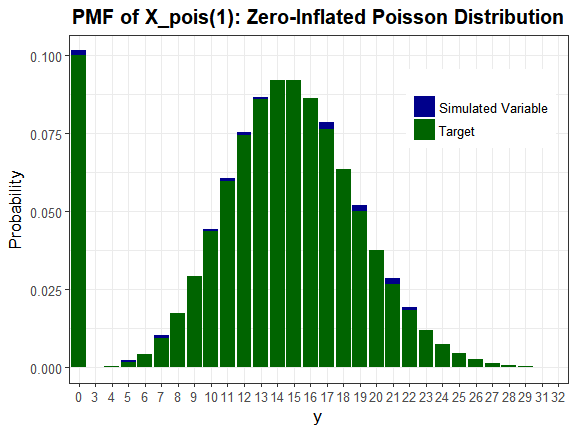 PMF of X_pois(1): Zero-Inflated Poisson Distribution
0.100
0.075
0.050
0.025
0.000
Probability
Simulated Variable
Target
0 3 4 5 6 7 8 9 10 11 12 13 14 15 16 17 18 19 20 21 22 23 24 25 26 27 28 29 30 31 32
y